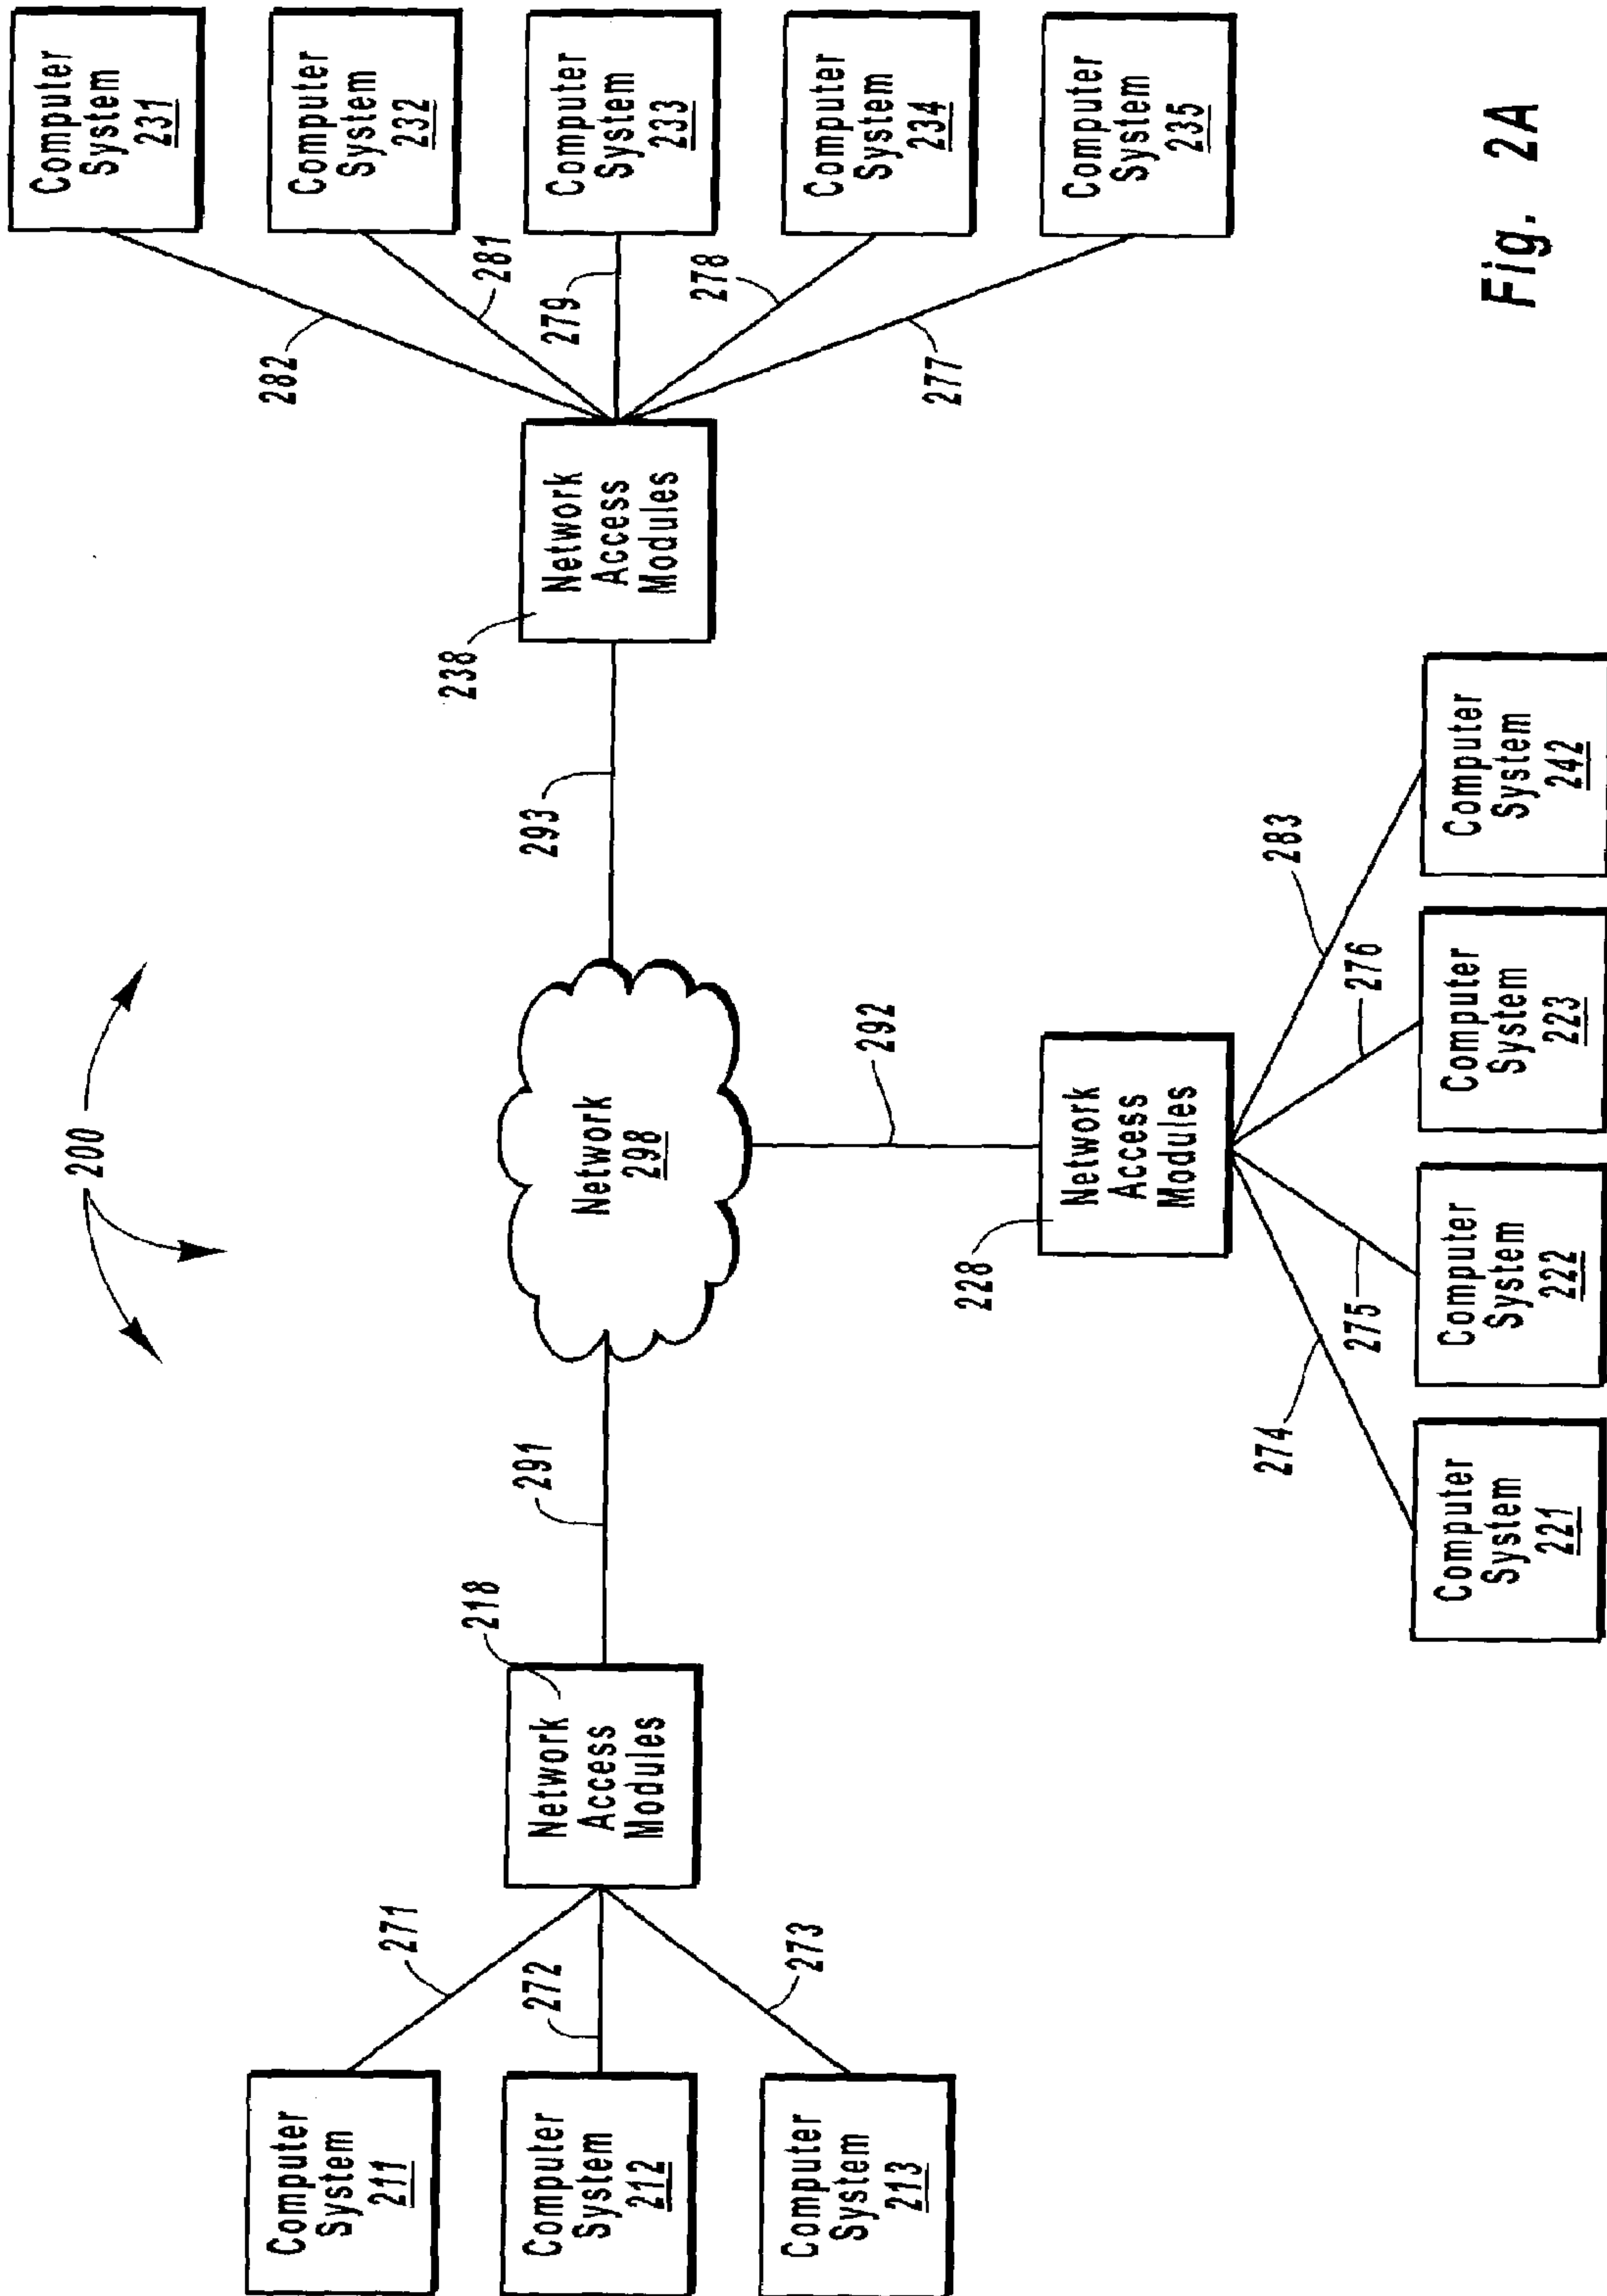 200
Computer
System
211
Computer
System
212
Computer
System
213
271
272
273
Network
Access
Modules
218
291
Network
298
293
292
238
Network
Access
Modules
282
281
279
278
277
Computer
System
231
Computer
System
232
Computer
System
233
Computer
System
234
Computer
System
235
228
Network
Access
Modules
274
275
276
283
Computer
System
221
Computer
System
222
Computer
System
223
Computer
System
242
Fig. 2A